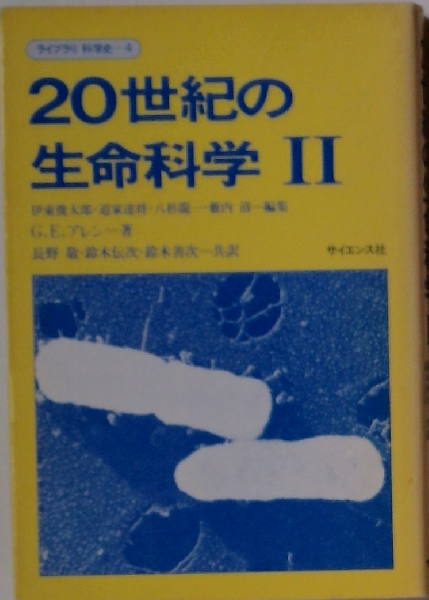 ライブラリ 科学史－4
20世紀の
生命科学 II
伊東俊太郎・道家達将・八杉龍一・藪内 清―編集
G.E.アレン―著
長野 敬・鈴木伝次・鈴木善次―共訳
サイエンス社